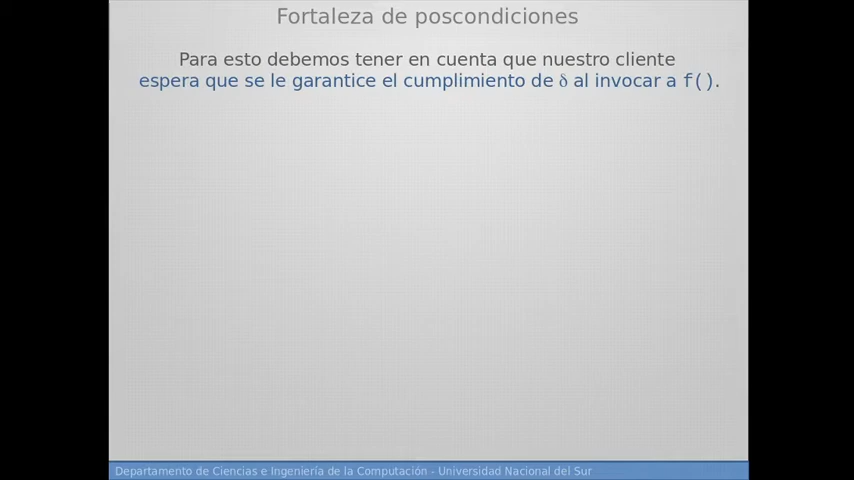 Fortaleza de poscondiciones
Para esto debemos tener en cuenta que nuestro cliente
espera que se le garantice el cumplimiento de δ al invocar a f().
Departamento de Ciencias e Ingeniería de la Computación - Universidad Nacional del Sur